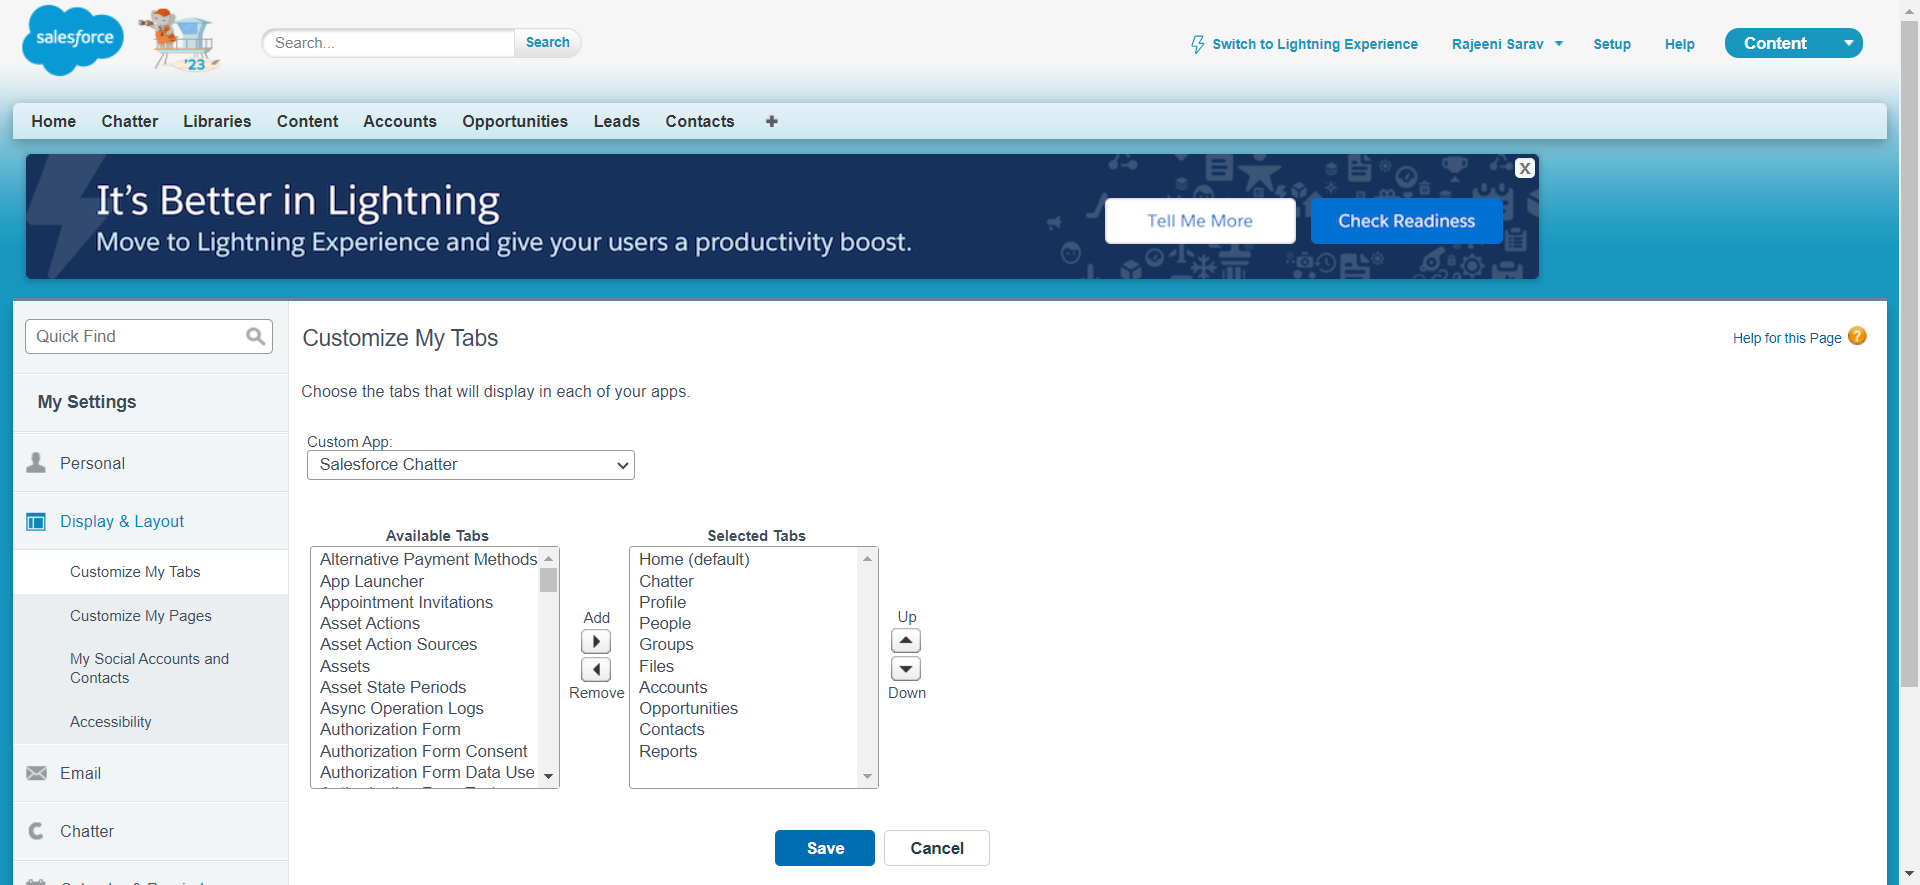 salesforce
'23
Search...
Search
Switch to Lightning Experience
Rajeeni Sarav
Setup
Help
Content
Home
Chatter
Libraries
Content
Accounts
Opportunities
Leads
Contacts
It's Better in Lightning
Move to Lightning Experience and give your users a productivity boost.
Tell Me More
Check Readiness
X
Quick Find
My Settings
Personal
Display & Layout
Customize My Tabs
Customize My Pages
My Social Accounts and
Contacts
Accessibility
Email
Chatter
Customize My Tabs
Help for this Page
?
Choose the tabs that will display in each of your apps.
Custom App:
Salesforce Chatter
Available Tabs
Alternative Payment Methods
App Launcher
Appointment Invitations
Asset Actions
Asset Action Sources
Assets
Asset State Periods
Async Operation Logs
Authorization Form
Authorization Form Consent
Authorization Form Data Use
Add
Remove
Selected Tabs
Home (default)
Chatter
Profile
People
Groups
Files
Accounts
Opportunities
Contacts
Reports
Up
Down
Save
Cancel